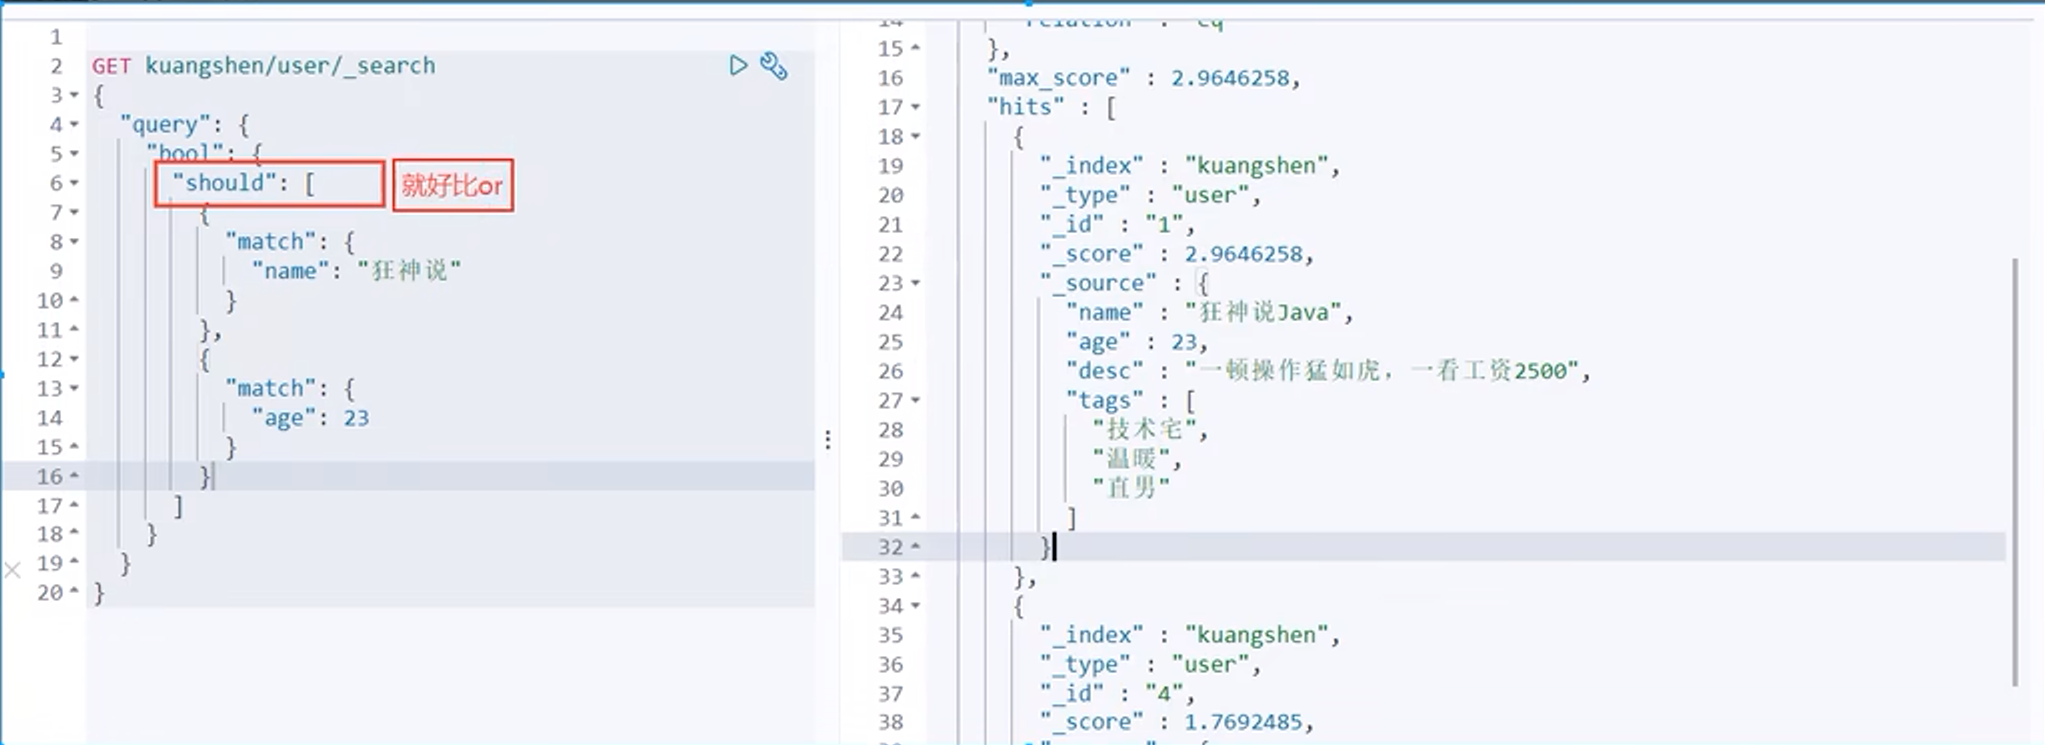 1
2 GET kuangshen/user/_search
3 {
4 "query": {
5 "bool": {
6 "should": [ 就好比or
7 {
8 "match": {
9 "name": "狂神说"
10 }
11 },
12 {
13 "match": {
14 "age": 23
15 }
16 }
17 ]
18 }
19 }
20 }
14 "relation" : "eq"
15 },
16 "max_score" : 2.9646258,
17 "hits" : [
18 {
19 "_index" : "kuangshen",
20 "_type" : "user",
21 "_id" : "1",
22 "_score" : 2.9646258,
23 "_source" : {
24 "name" : "狂神说Java",
25 "age" : 23,
26 "desc" : "一顿操作猛如虎，一看工资2500",
27 "tags" : [
28 "技术宅",
29 "温暖",
30 "直男"
31 ]
32 }
33 },
34 {
35 "_index" : "kuangshen",
36 "_type" : "user",
37 "_id" : "4",
38 "_score" : 1.7692485,